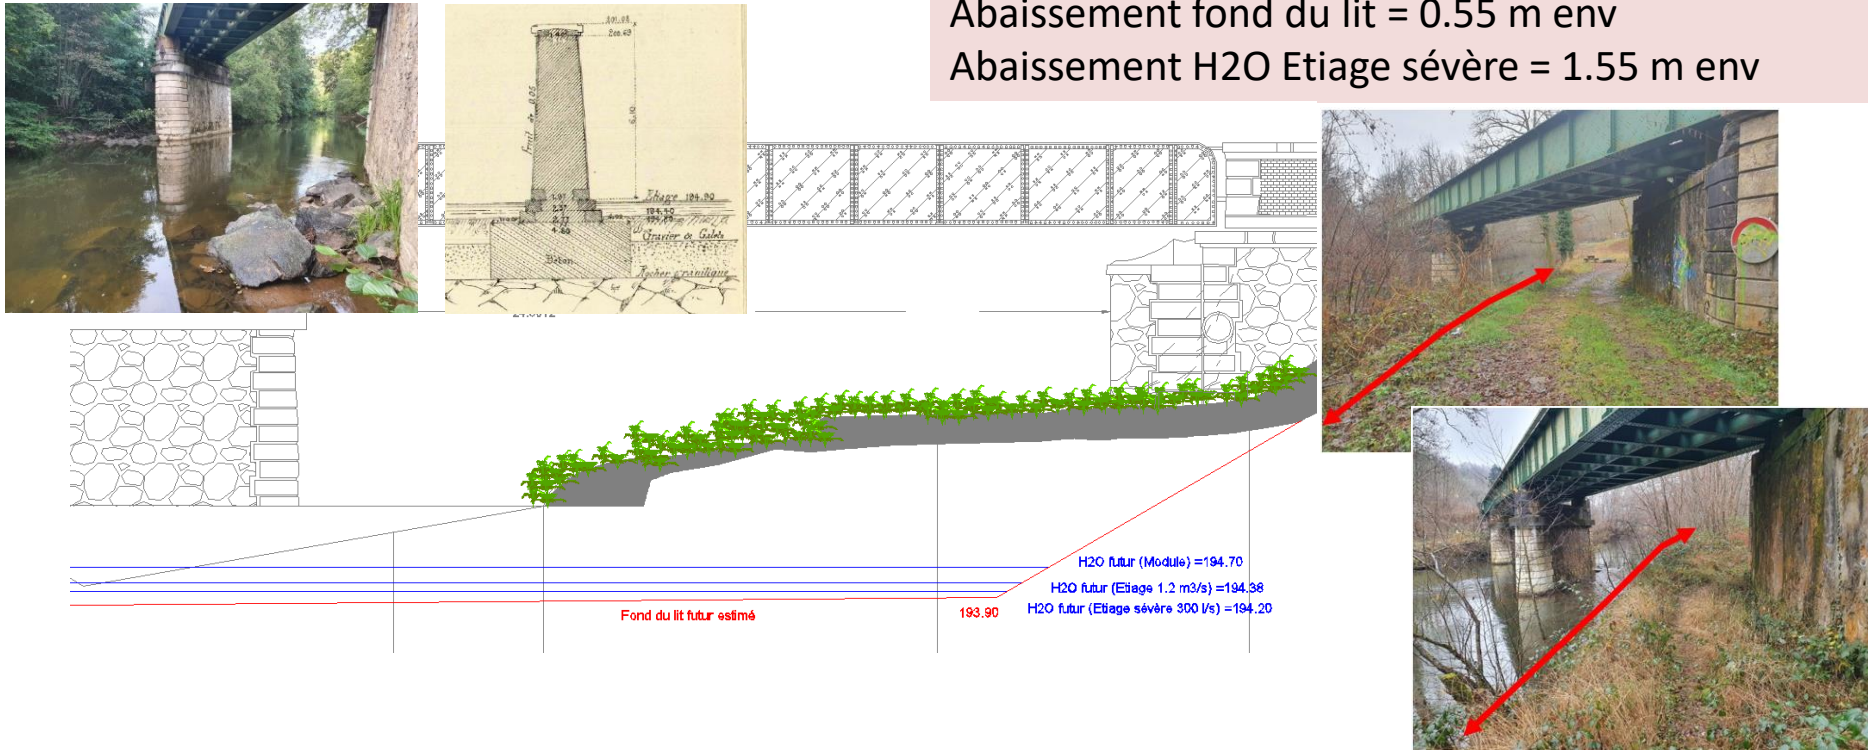 Abaissement fond du lit = 0.55 m env
Abaissement H2O Etiage sévère = 1.55 m env
Etiage 194.90
194.40
Gravier & Galets
Béton
Rocher granitique
H2O futur (Module) =194.70
H2O futur (Etiage 1.2 m3/s) =194.38
H2O futur (Etiage sévère 300 l/s) =194.20
193.90
Fond du lit futur estimé